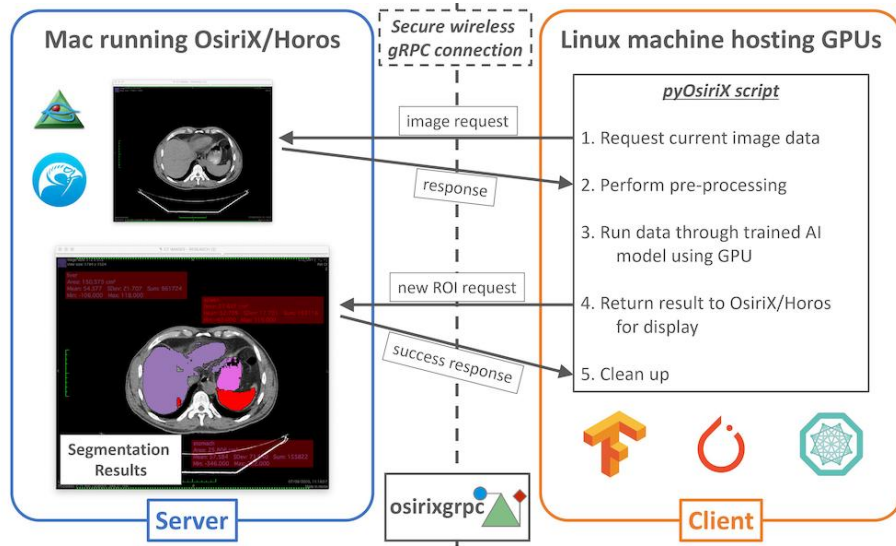 Mac running OsiriX/Horos
Secure wireless
gRPC connection
Linux machine hosting GPUs
pyOsiriX script
image request
1. Request current image data
response
2. Perform pre-processing
3. Run data through trained AI
model using GPU
new ROI request
4. Return result to OsiriX/Horos
for display
success response
5. Clean up
Segmentation
Results
osirixgrpc
Server
Client